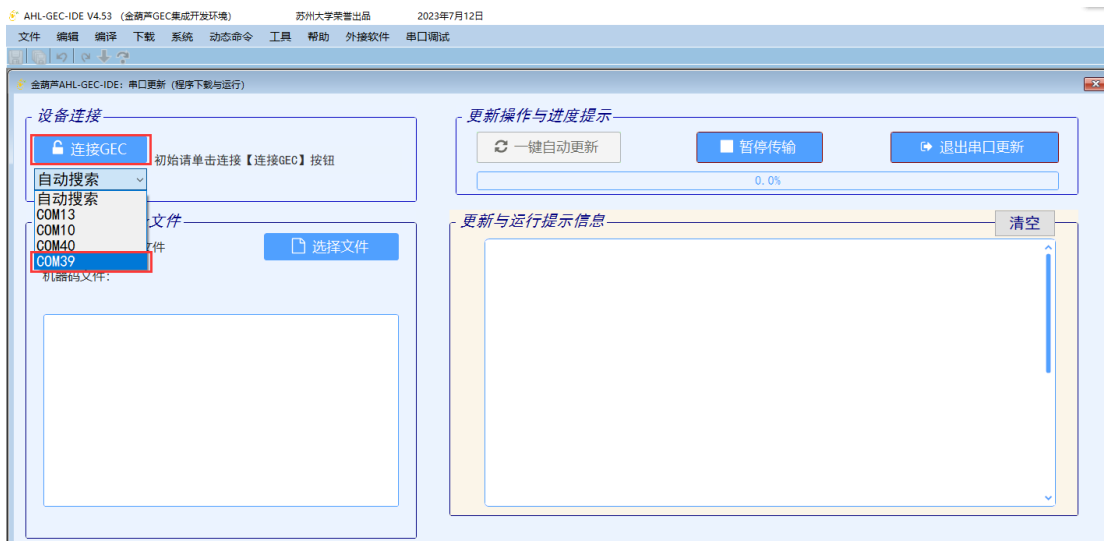 AHL-GEC-IDE V4.53 (金葫芦GEC集成开发环境) 苏州大学荣誉出品 2023年7月12日
文件 编辑 编译 下载 系统 动态命令 工具 帮助 外接软件 串口调试
金葫芦AHL-GEC-IDE: 串口更新 (程序下载与运行)
设备连接
连接GEC
初始请单击连接【连接GEC】按钮
自动搜索
自动搜索
COM13
COM10
COM40
COM39
文件
文件
选择文件
机器码文件:
更新操作与进度提示
一键自动更新
暂停传输
退出串口更新
0.0%
更新与运行提示信息
清空